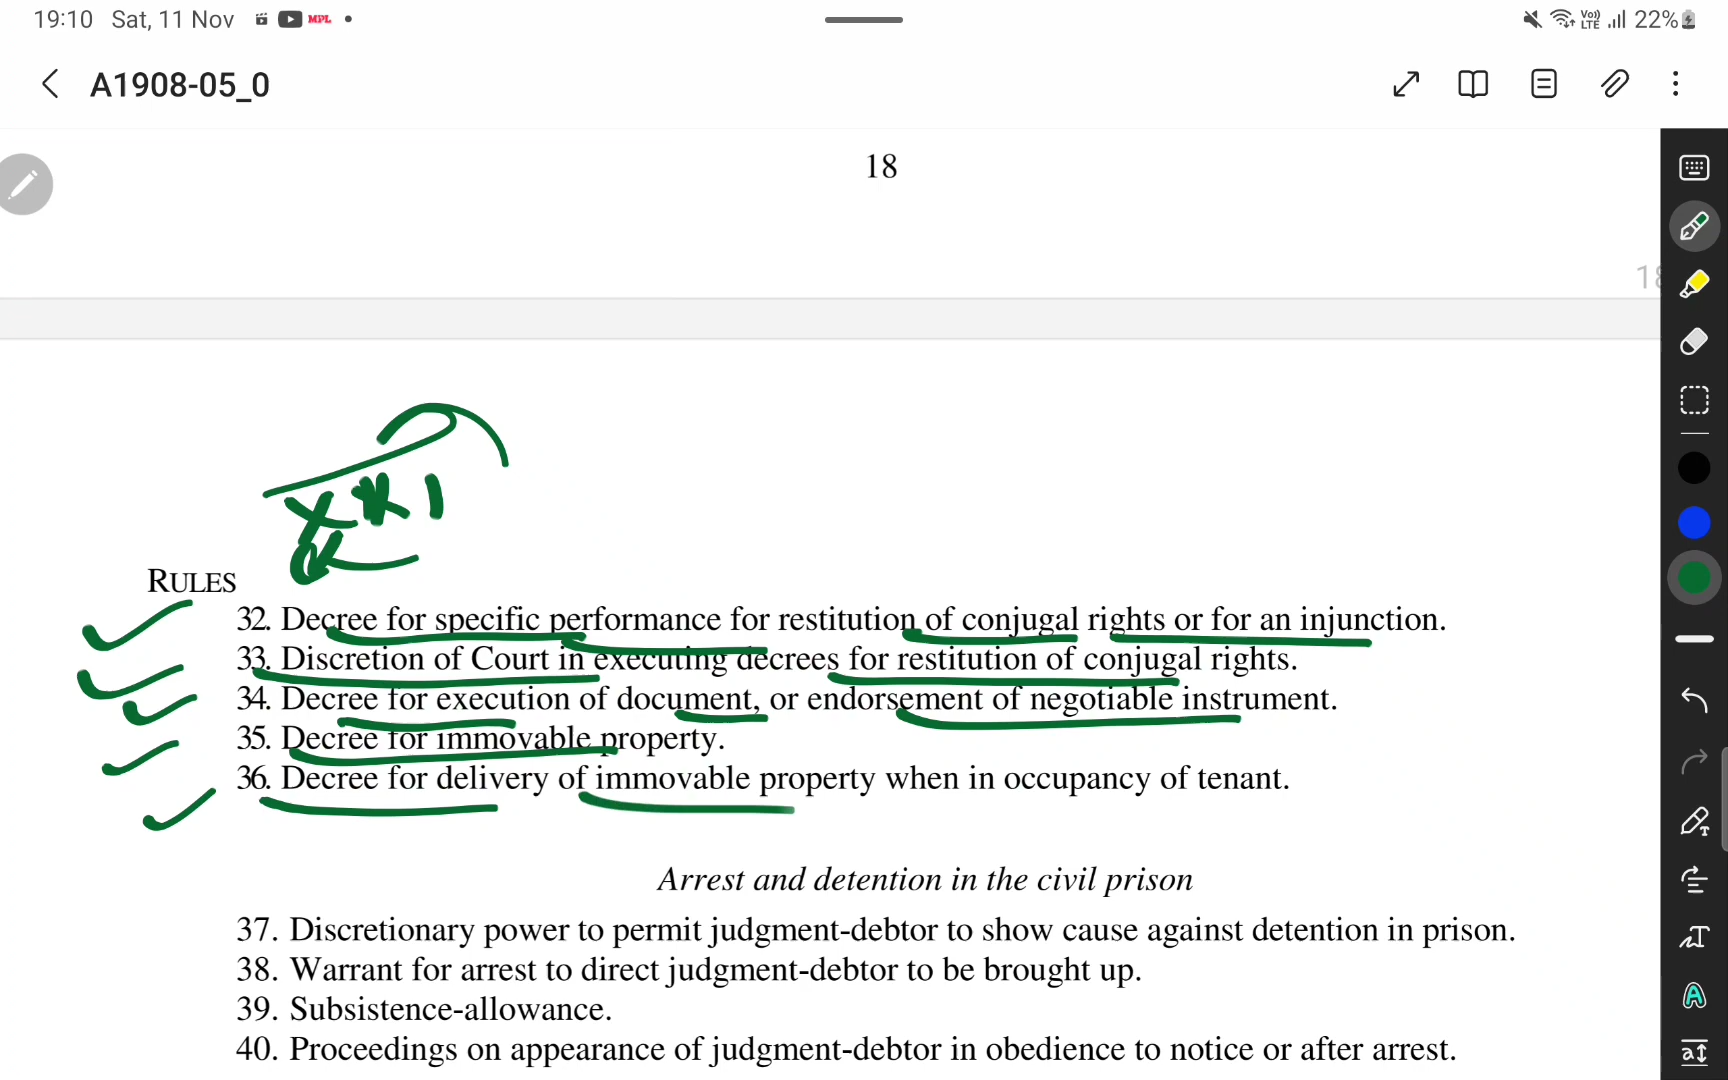 19:10 Sat, 11 Nov MPL
Vo)) LTE 22%
A1908-05_0
18
18
XXI
RULES
32. Decree for specific performance for restitution of conjugal rights or for an injunction.
33. Discretion of Court in executing decrees for restitution of conjugal rights.
34. Decree for execution of document, or endorsement of negotiable instrument.
35. Decree for immovable property.
36. Decree for delivery of immovable property when in occupancy of tenant.
Arrest and detention in the civil prison
37. Discretionary power to permit judgment-debtor to show cause against detention in prison.
38. Warrant for arrest to direct judgment-debtor to be brought up.
39. Subsistence-allowance.
40. Proceedings on appearance of judgment-debtor in obedience to notice or after arrest.